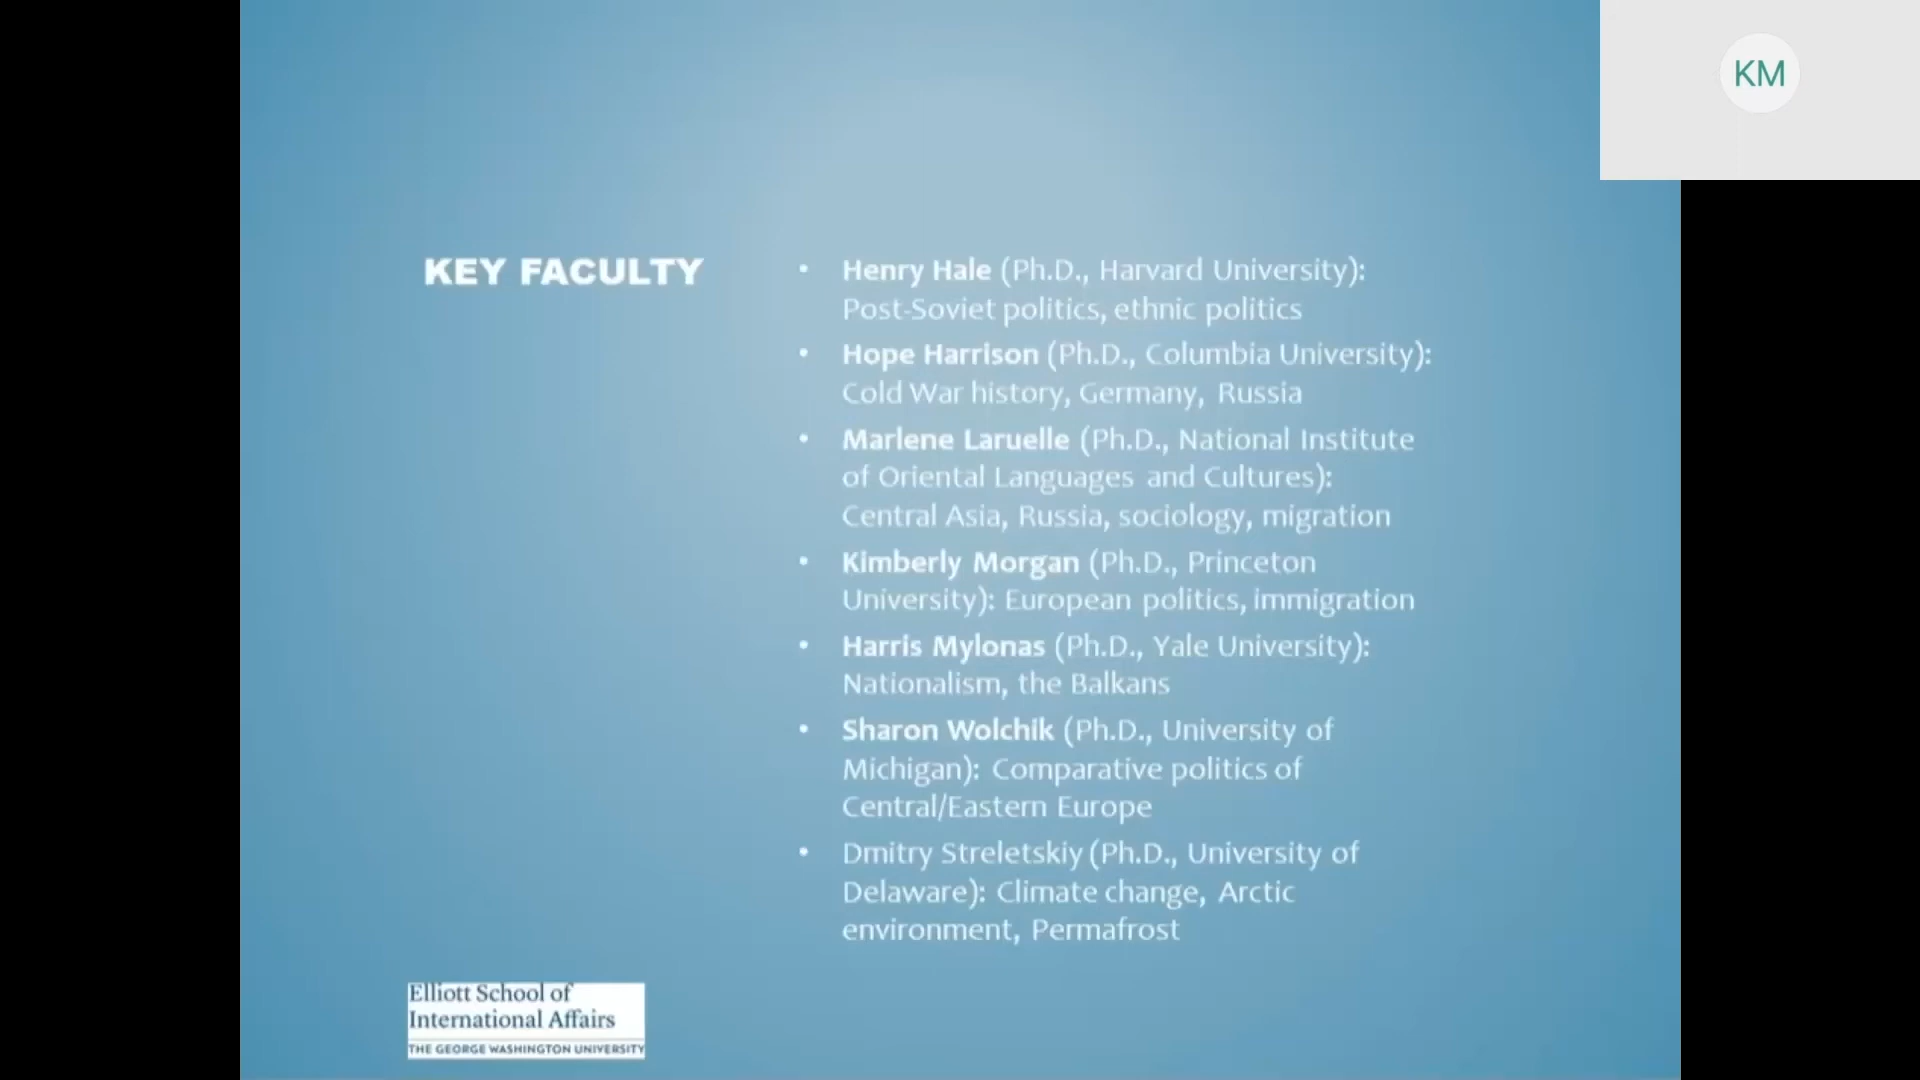 KM
KEY FACULTY
• Henry Hale (Ph.D., Harvard University):
Post-Soviet politics, ethnic politics
• Hope Harrison (Ph.D., Columbia University):
Cold War history, Germany, Russia
• Marlene Laruelle (Ph.D., National Institute
of Oriental Languages and Cultures):
Central Asia, Russia, sociology, migration
• Kimberly Morgan (Ph.D., Princeton
University): European politics, immigration
• Harris Mylonas (Ph.D., Yale University):
Nationalism, the Balkans
• Sharon Wolchik (Ph.D., University of
Michigan): Comparative politics of
Central/Eastern Europe
• Dmitry Streletskiy (Ph.D., University of
Delaware): Climate change, Arctic
environment, Permafrost
Elliott School of
International Affairs
THE GEORGE WASHINGTON UNIVERSITY